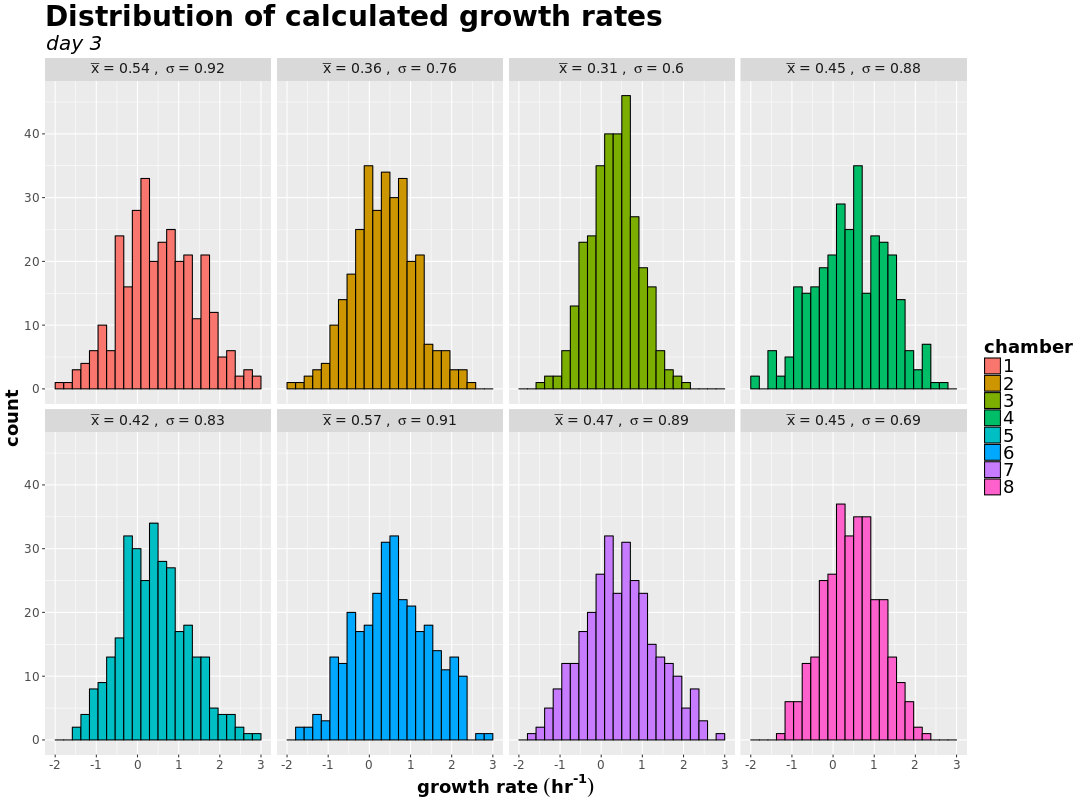 Distribution of calculated growth rates
day 3
x̅ = 0.54 , σ = 0.92
x̅ = 0.36 , σ = 0.76
x̅ = 0.31 , σ = 0.6
x̅ = 0.45 , σ = 0.88
40
30
20
10
0
x̅ = 0.42 , σ = 0.83
x̅ = 0.57 , σ = 0.91
x̅ = 0.47 , σ = 0.89
x̅ = 0.45 , σ = 0.69
40
30
20
10
0
-2 -1 0 1 2 3
-2 -1 0 1 2 3
-2 -1 0 1 2 3
-2 -1 0 1 2 3
count
growth rate (hr⁻¹)
chamber
1
2
3
4
5
6
7
8